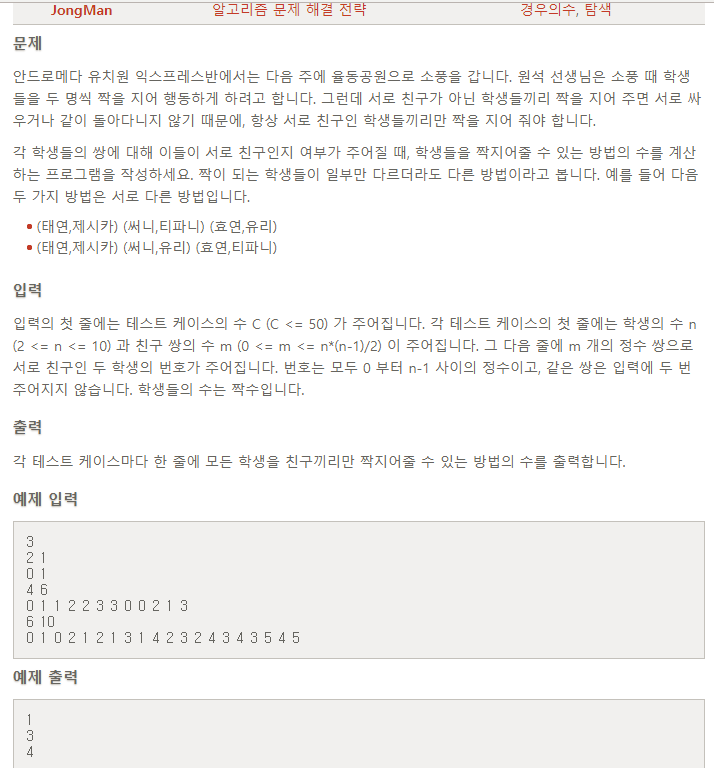 JongMan 알고리즘 문제 해결 전략 경우의수, 탐색
문제
안드로메다 유치원 익스프레스반에서는 다음 주에 율동공원으로 소풍을 갑니다. 원석 선생님은 소풍 때 학생
들을 두 명씩 짝을 지어 행동하게 하려고 합니다. 그런데 서로 친구가 아닌 학생들끼리 짝을 지어 주면 서로 싸
우거나 같이 돌아다니지 않기 때문에, 항상 서로 친구인 학생들끼리만 짝을 지어 줘야 합니다.
각 학생들의 쌍에 대해 이들이 서로 친구인지 여부가 주어질 때, 학생들을 짝지어줄 수 있는 방법의 수를 계산
하는 프로그램을 작성하세요. 짝이 되는 학생들이 일부만 다르더라도 다른 방법이라고 봅니다. 예를 들어 다음
두 가지 방법은 서로 다른 방법입니다.
• (태연,제시카) (써니,티파니) (효연,유리)
• (태연,제시카) (써니,유리) (효연,티파니)
입력
입력의 첫 줄에는 테스트 케이스의 수 C (C <= 50) 가 주어집니다. 각 테스트 케이스의 첫 줄에는 학생의 수 n
(2 <= n <= 10) 과 친구 쌍의 수 m (0 <= m <= n*(n-1)/2) 이 주어집니다. 그 다음 줄에 m 개의 정수 쌍으로
서로 친구인 두 학생의 번호가 주어집니다. 번호는 모두 0 부터 n-1 사이의 정수이고, 같은 쌍은 입력에 두 번
주어지지 않습니다. 학생들의 수는 짝수입니다.
출력
각 테스트 케이스마다 한 줄에 모든 학생을 친구끼리만 짝지어줄 수 있는 방법의 수를 출력합니다.
예제 입력
3
2 1
0 1
4 6
0 1 1 2 2 3 3 0 0 2 1 3
6 10
0 1 0 2 1 2 1 3 1 4 2 3 2 4 3 4 3 5 4 5
예제 출력
1
3
4